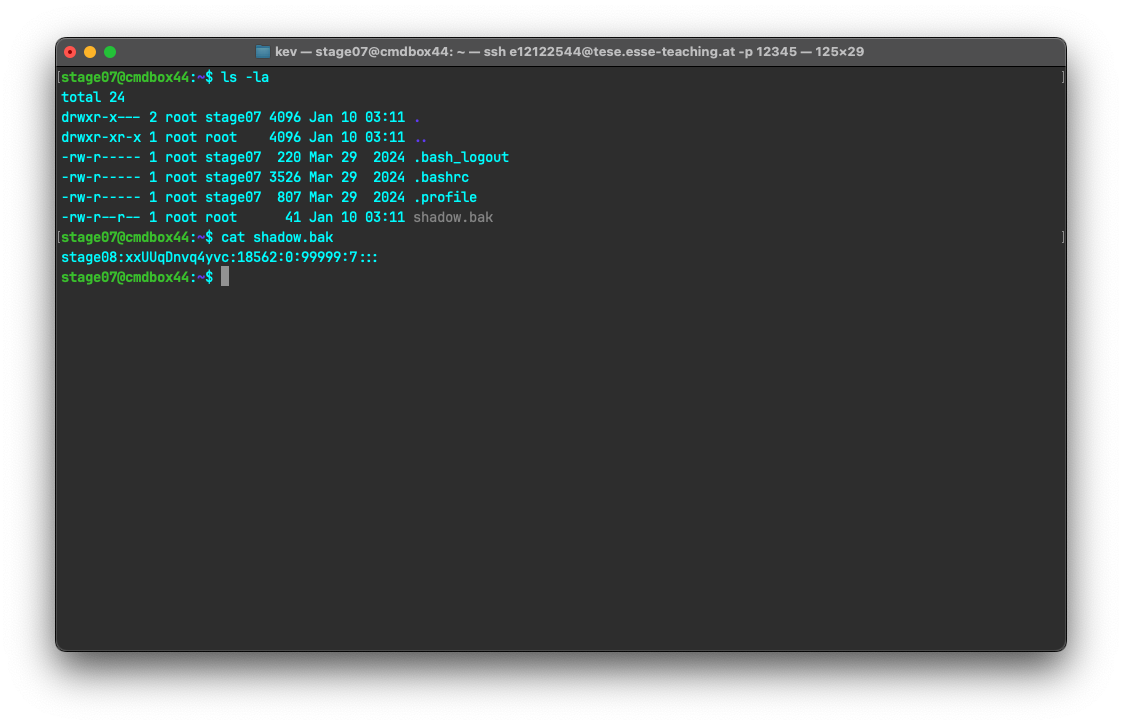 kev — stage07@cmdbox44: ~ — ssh e12122544@tese.esse-teaching.at -p 12345 — 125×29
[stage07@cmdbox44:~$ ls -la ]
total 24
drwxr-x--- 2 root stage07 4096 Jan 10 03:11 .
drwxr-xr-x 1 root root    4096 Jan 10 03:11 ..
-rw-r----- 1 root stage07  220 Mar 29  2024 .bash_logout
-rw-r----- 1 root stage07 3526 Mar 29  2024 .bashrc
-rw-r----- 1 root stage07  807 Mar 29  2024 .profile
-rw-r--r-- 1 root root      41 Jan 10 03:11 shadow.bak
[stage07@cmdbox44:~$ cat shadow.bak ]
stage08:xxUUqDnvq4yvc:18562:0:99999:7:::
stage07@cmdbox44:~$